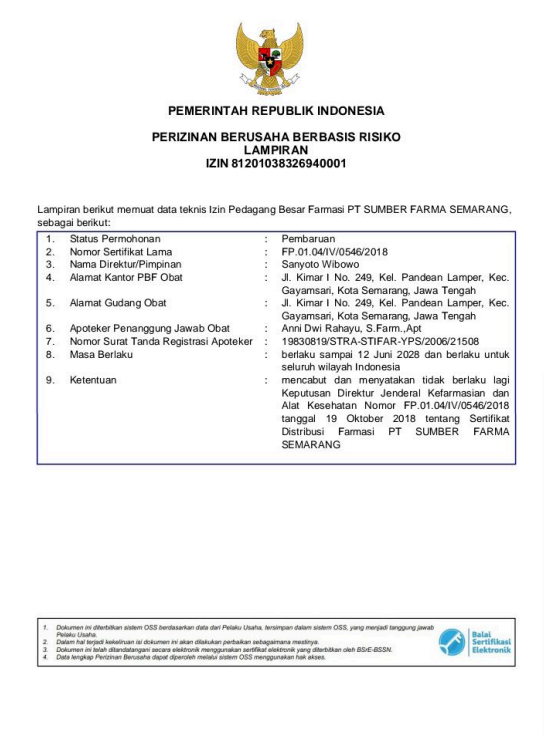 PEMERINTAH REPUBLIK INDONESIA
PERIZINAN BERUSAHA BERBASIS RISIKO
LAMPIRAN
IZIN 81201038326940001
Lampiran berikut memuat data teknis Izin Pedagang Besar Farmasi PT SUMBER FARMA SEMARANG,
sebagai berikut:
1. Status Permohonan : Pembaruan
2. Nomor Sertifikat Lama : FP.01.04/IV/0546/2018
3. Nama Direktur/Pimpinan : Sanyoto Wibowo
4. Alamat Kantor PBF Obat : Jl. Kimar I No. 249, Kel. Pandean Lamper, Kec.
Gayamsari, Kota Semarang, Jawa Tengah
5. Alamat Gudang Obat : Jl. Kimar I No. 249, Kel. Pandean Lamper, Kec.
Gayamsari, Kota Semarang, Jawa Tengah
6. Apoteker Penanggung Jawab Obat : Anni Dwi Rahayu, S.Farm.,Apt
7. Nomor Surat Tanda Registrasi Apoteker : 19830819/STRA-STIFAR-YPS/2006/21508
8. Masa Berlaku : berlaku sampai 12 Juni 2028 dan berlaku untuk
seluruh wilayah Indonesia
9. Ketentuan : mencabut dan menyatakan tidak berlaku lagi
Keputusan Direktur Jenderal Kefarmasian dan
Alat Kesehatan Nomor FP.01.04/IV/0546/2018
tanggal 19 Oktober 2018 tentang Sertifikat
Distribusi Farmasi PT SUMBER FARMA
SEMARANG
1. Dokumen ini diterbitkan sistem OSS berdasarkan data dari Pelaku Usaha, tersimpan dalam sistem OSS, yang menjadi tanggung jawab
Pelaku Usaha.
2. Dalam hal terjadi kekeliruan isi dokumen ini akan dilakukan perbaikan sebagaimana mestinya.
3. Dokumen ini telah ditandatangani secara elektronik menggunakan sertifikat elektronik yang diterbitkan oleh BSrE-BSSN.
4. Data lengkap Perizinan Berusaha dapat diperoleh melalui sistem OSS menggunakan hak akses.
Balai
Sertifikasi
Elektronik